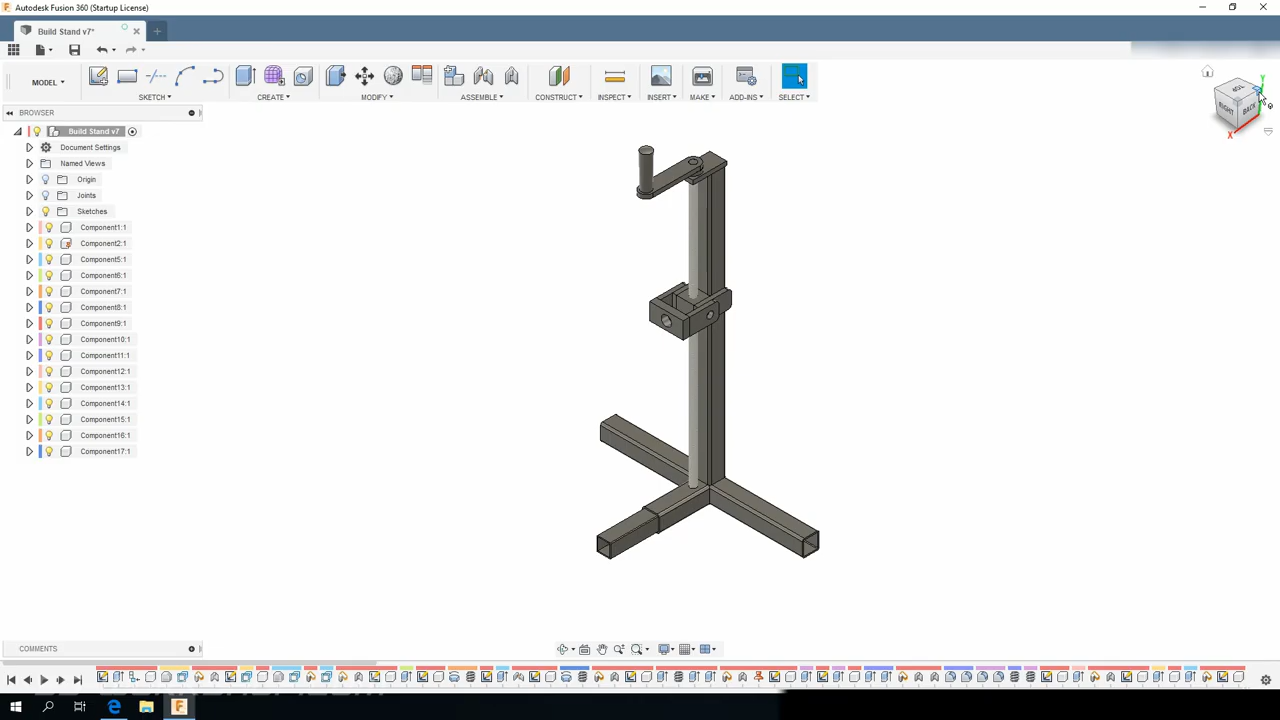 Autodesk Fusion 360 (Startup License)
Build Stand v7*
MODEL
SKETCH
CREATE
MODIFY
ASSEMBLE
CONSTRUCT
INSPECT
INSERT
MAKE
ADD-INS
SELECT
TOP
RIGHT
BACK
Y
X
BROWSER
Build Stand v7
Document Settings
Named Views
Origin
Joints
Sketches
Component1:1
Component2:1
Component5:1
Component6:1
Component7:1
Component8:1
Component9:1
Component10:1
Component11:1
Component12:1
Component13:1
Component14:1
Component15:1
Component16:1
Component17:1
COMMENTS